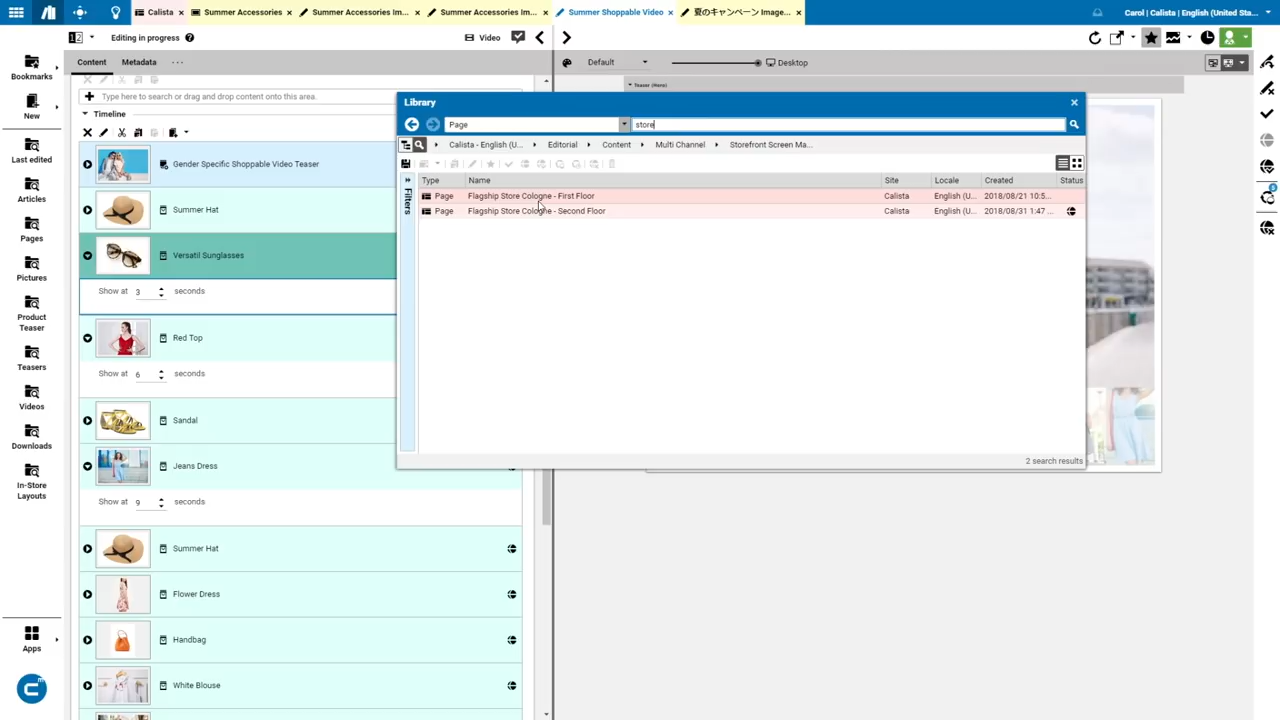 Calista
Summer Accessories
Summer Accessories Im...
Summer Accessories Im...
Summer Shoppable Video
夏のキャンペーン Image...
Carol | Calista | English (United Sta...
Editing in progress
Video
Bookmarks
New
Last edited
Articles
Pages
Pictures
Product
Teaser
Teasers
Videos
Downloads
In-Store
Layouts
Apps
Content
Metadata
Type here to search or drag and drop content onto this area.
Timeline
Gender Specific Shoppable Video Teaser
Summer Hat
Versatil Sunglasses
Show at 3 seconds
Red Top
Show at 6 seconds
Sandal
Jeans Dress
Show at 9 seconds
Summer Hat
Flower Dress
Handbag
White Blouse
Default
Desktop
Teaser (Hero)
Library
Page
store
Calista - English (U...
Editorial
Content
Multi Channel
Storefront Screen Ma...
Filters
Type Name Site Locale Created Status
Page Flagship Store Cologne - First Floor Calista English (U... 2018/08/21 10:5...
Page Flagship Store Cologne - Second Floor Calista English (U... 2018/08/31 1:47 ...
2 search results